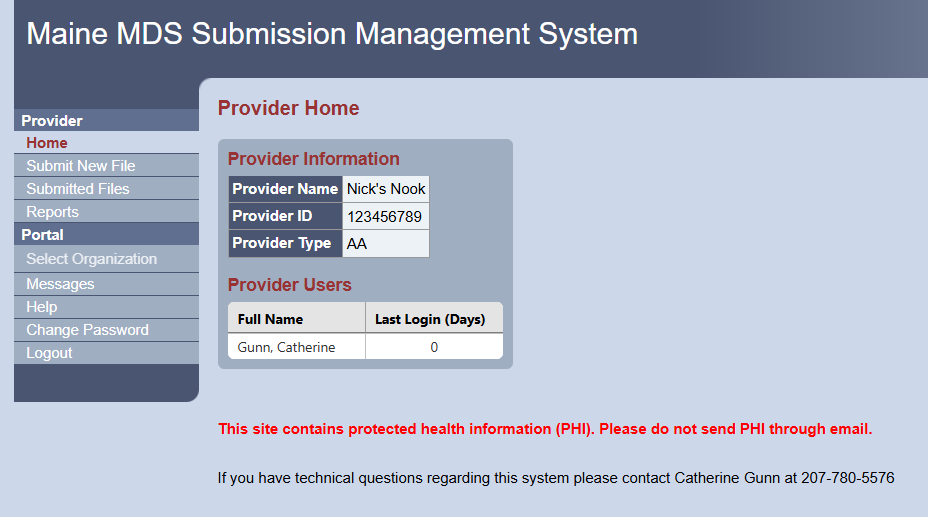 Maine MDS Submission Management System
Provider
Home
Submit New File
Submitted Files
Reports
Portal
Select Organization
Messages
Help
Change Password
Logout
Provider Home
Provider Information
Provider Name Nick's Nook
Provider ID 123456789
Provider Type AA
Provider Users
Full Name Last Login (Days)
Gunn, Catherine 0
This site contains protected health information (PHI). Please do not send PHI through email.
If you have technical questions regarding this system please contact Catherine Gunn at 207-780-5576